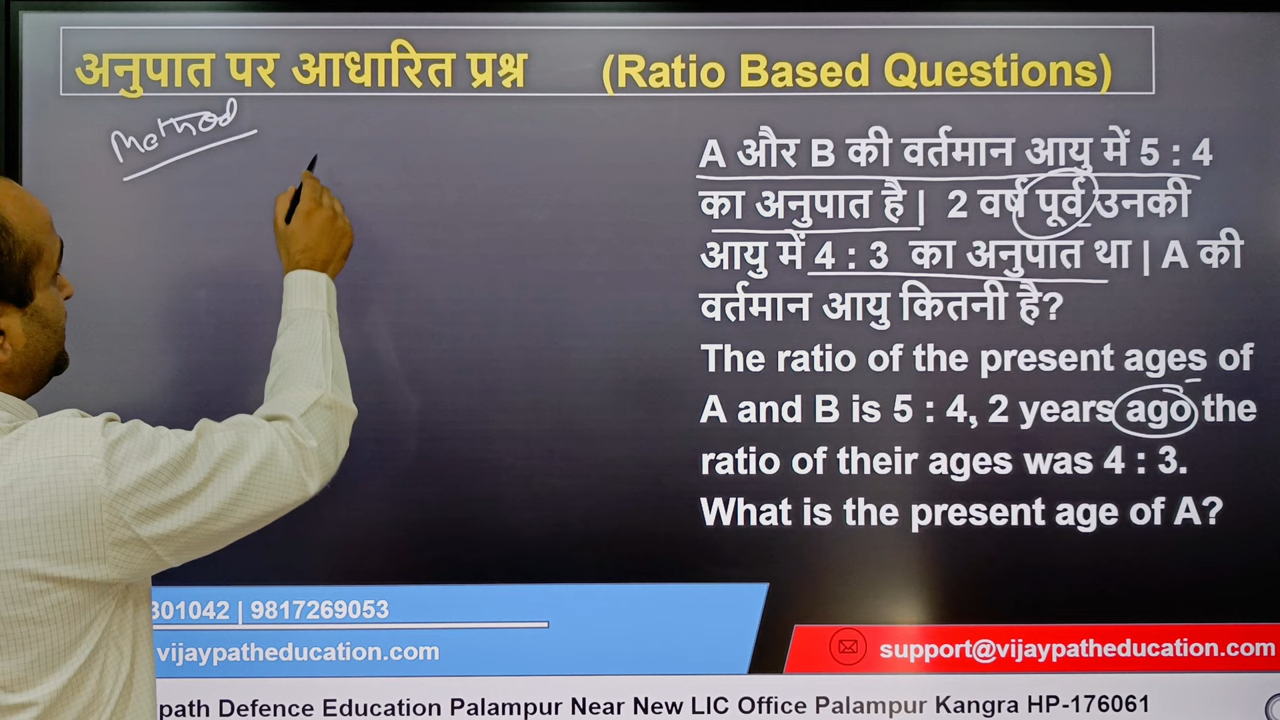 अनुपात पर आधारित प्रश्न (Ratio Based Questions)
Method
A और B की वर्तमान आयु में 5 : 4
का अनुपात है | 2 वर्ष पूर्व उनकी
आयु में 4 : 3 का अनुपात था | A की
वर्तमान आयु कितनी है?
The ratio of the present ages of
A and B is 5 : 4, 2 years ago the
ratio of their ages was 4 : 3.
What is the present age of A?
301042 | 9817269053
vijaypatheducation.com
support@vijaypatheducation.com
path Defence Education Palampur Near New LIC Office Palampur Kangra HP-176061